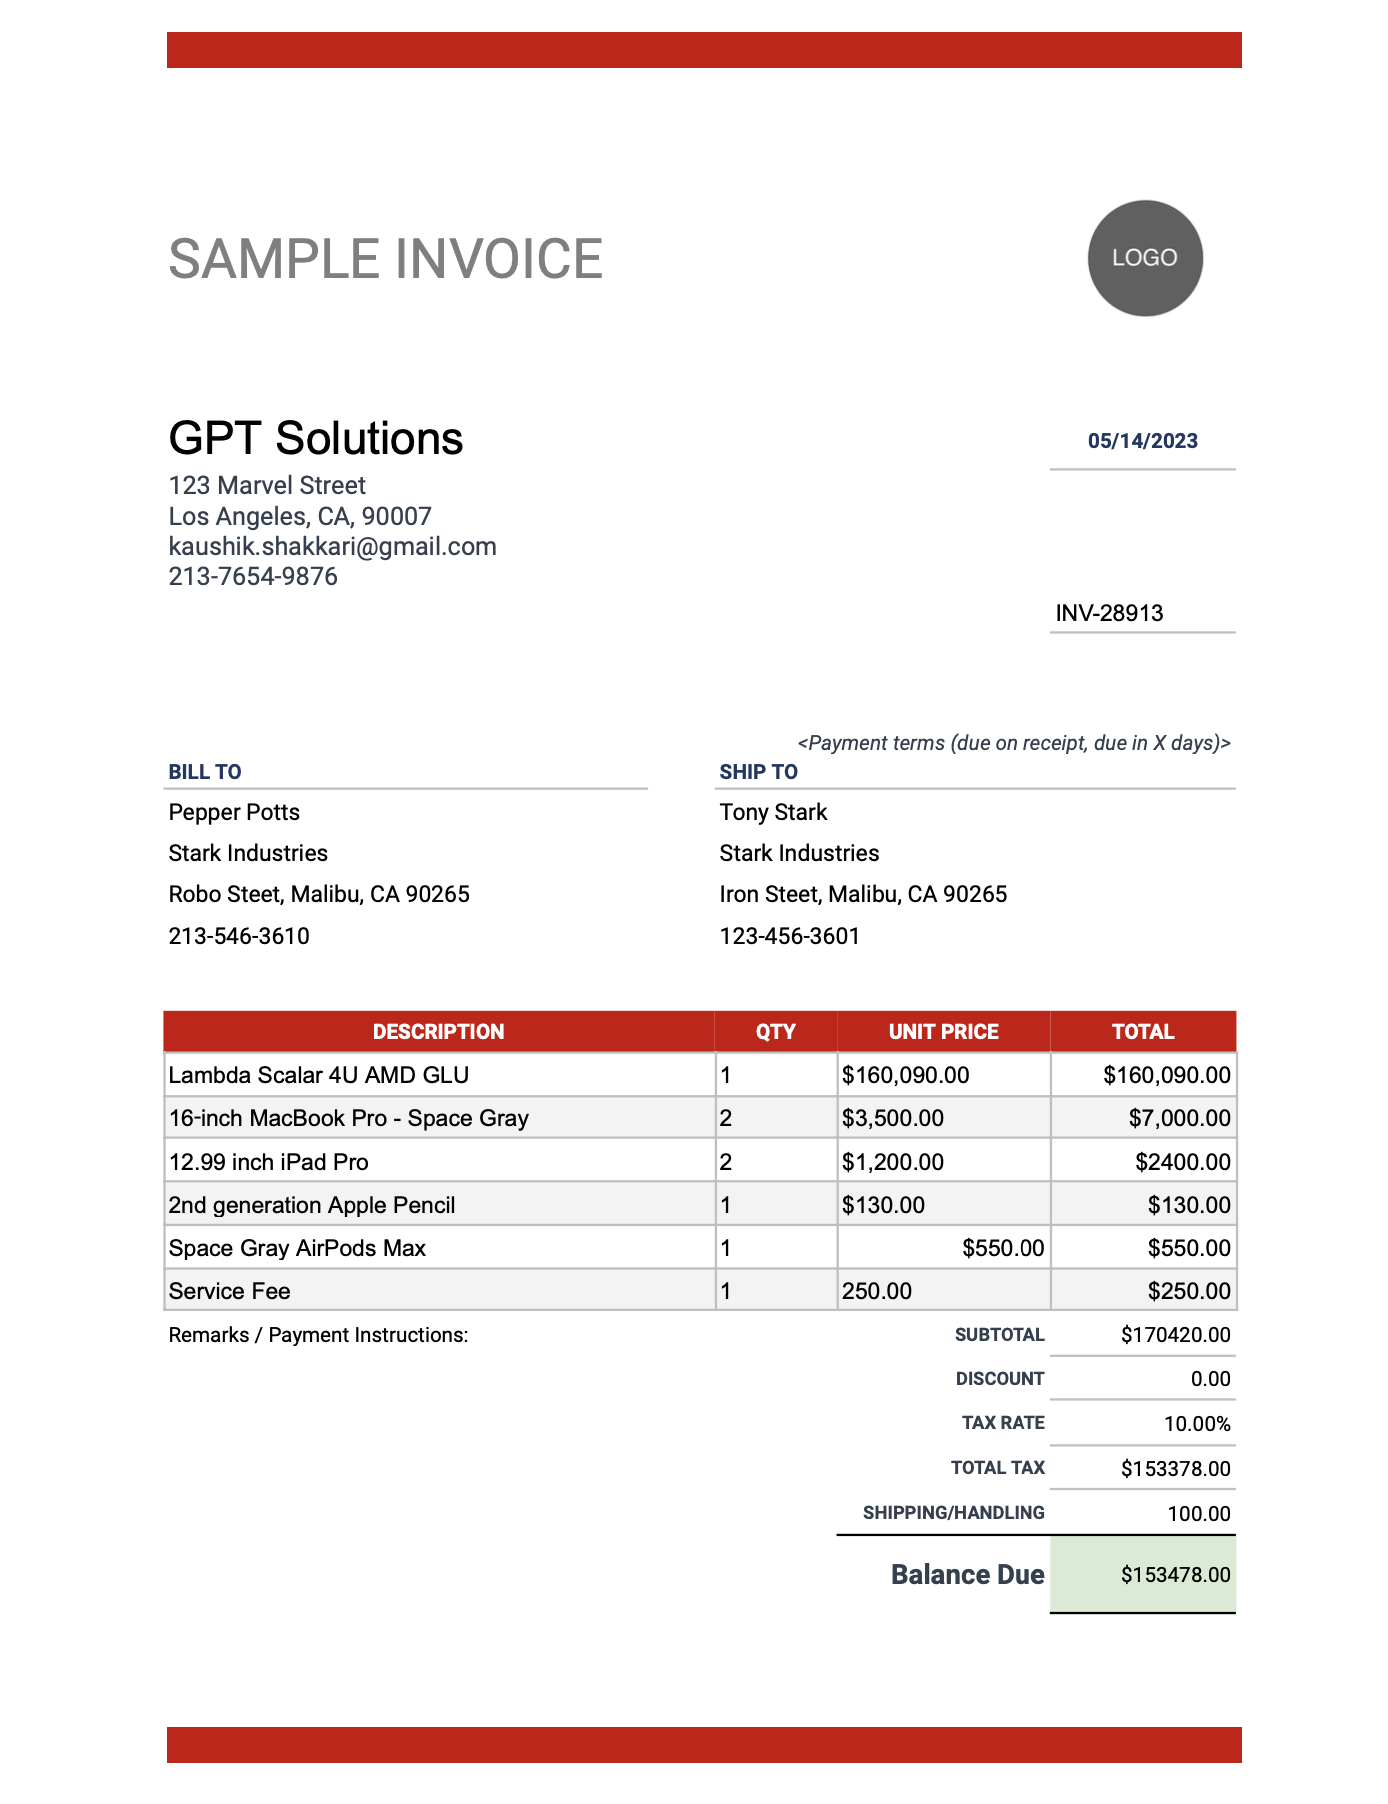 SAMPLE INVOICE
LOGO
GPT Solutions
05/14/2023
123 Marvel Street
Los Angeles, CA, 90007
kaushik.shakkari@gmail.com
213-7654-9876
INV-28913
<Payment terms (due on receipt, due in X days)>
BILL TO
SHIP TO
Pepper Potts
Tony Stark
Stark Industries
Stark Industries
Robo Steet, Malibu, CA 90265
Iron Steet, Malibu, CA 90265
213-546-3610
123-456-3601
DESCRIPTION QTY UNIT PRICE TOTAL
Lambda Scalar 4U AMD GLU 1 $160,090.00 $160,090.00
16-inch MacBook Pro - Space Gray 2 $3,500.00 $7,000.00
12.99 inch iPad Pro 2 $1,200.00 $2400.00
2nd generation Apple Pencil 1 $130.00 $130.00
Space Gray AirPods Max 1 $550.00 $550.00
Service Fee 1 250.00 $250.00
Remarks / Payment Instructions:
SUBTOTAL $170420.00
DISCOUNT 0.00
TAX RATE 10.00%
TOTAL TAX $153378.00
SHIPPING/HANDLING 100.00
Balance Due $153478.00